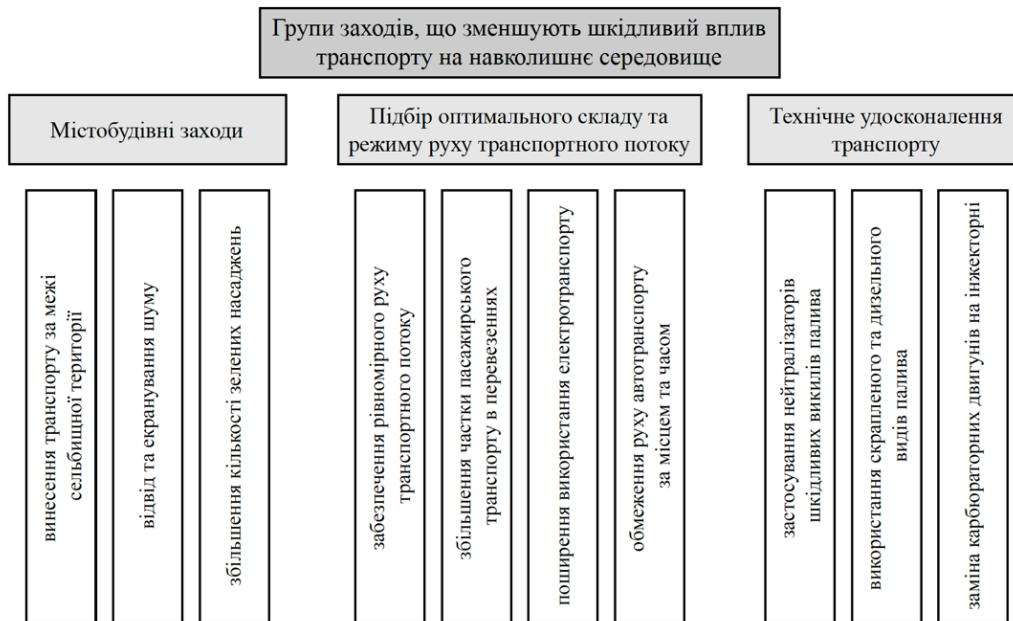 Групи заходів, що зменшують шкідливий вплив
транспорту на навколишнє середовище
Містобудівні заходи
Підбір оптимального складу та
режиму руху транспортного потоку
Технічне удосконалення
транспорту
винесення транспорту за межі
сельбищної території
відвід та екранування шуму
збільшення кількості зелених насаджень
забезпечення рівномірного руху
транспортного потоку
збільшення частки пасажирського
транспорту в перевезеннях
поширення використання електротранспорту
обмеження руху автотранспорту
за місцем та часом
застосування нейтралізаторів
шкідливих викилів палива
використання скрапленого та дизельного
видів палива
заміна карбюраторних двигунів на інжекторні